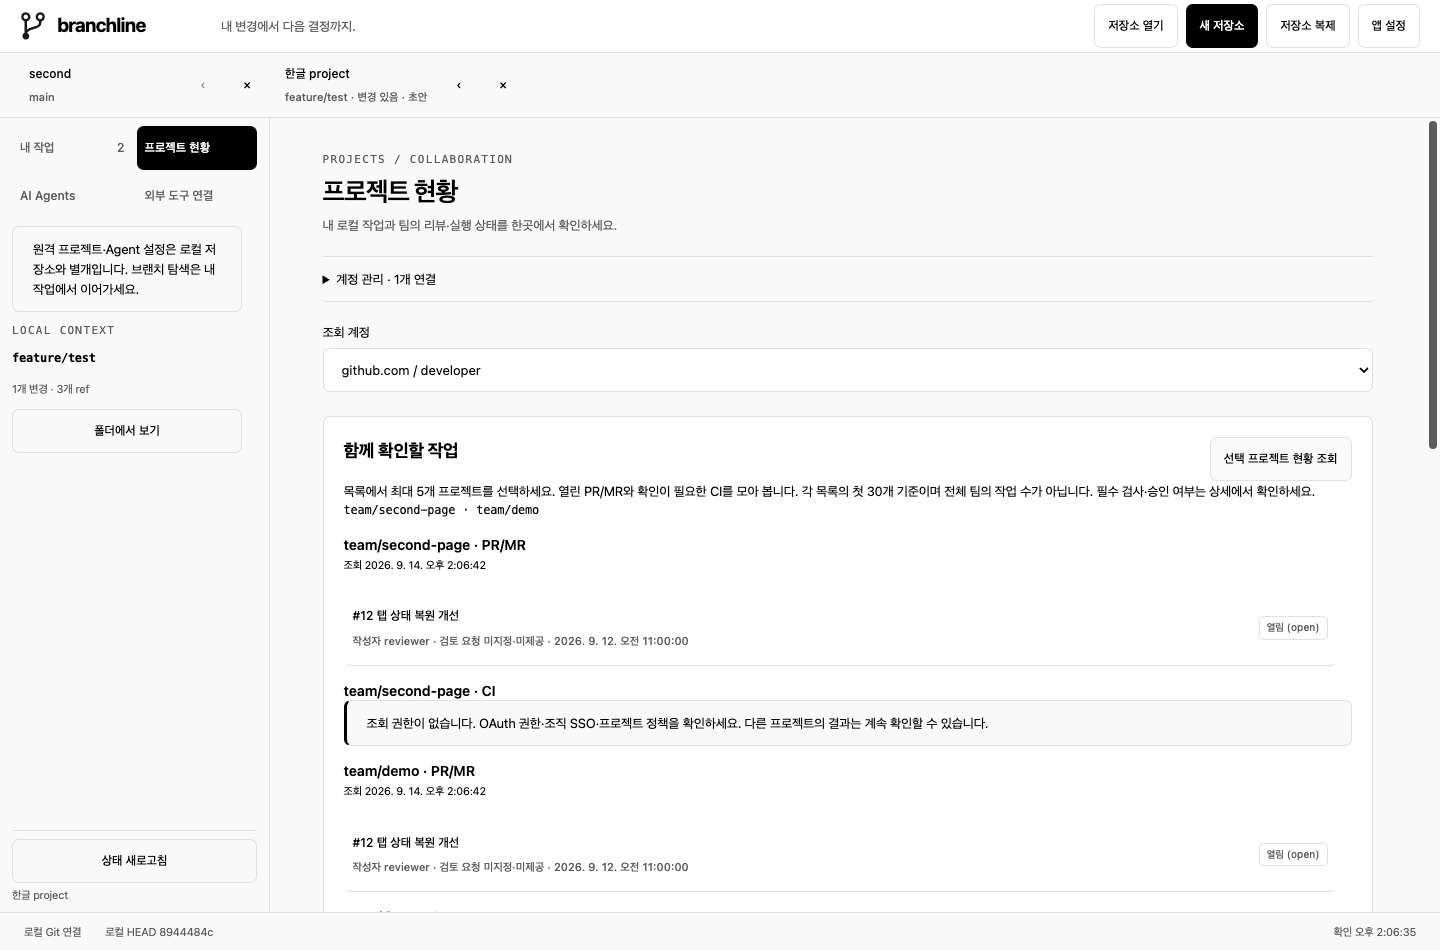 branchline
내 변경에서 다음 결정까지.
저장소 열기
새 저장소
저장소 복제
앱 설정
second
main
‹
×
한글 project
feature/test · 변경 있음 · 초안
‹
×
내 작업 2
프로젝트 현황
AI Agents
외부 도구 연결
원격 프로젝트·Agent 설정은 로컬 저
장소와 별개입니다. 브랜치 탐색은 내
작업에서 이어가세요.
LOCAL CONTEXT
feature/test
1개 변경 · 3개 ref
폴더에서 보기
상태 새로고침
한글 project
PROJECTS / COLLABORATION
프로젝트 현황
내 로컬 작업과 팀의 리뷰·실행 상태를 한곳에서 확인하세요.
▶ 계정 관리 · 1개 연결
조회 계정
github.com / developer
함께 확인할 작업
선택 프로젝트 현황 조회
목록에서 최대 5개 프로젝트를 선택하세요. 열린 PR/MR와 확인이 필요한 CI를 모아 봅니다. 각 목록의 첫 30개 기준이며 전체 팀의 작업 수가 아닙니다. 필수 검사·승인 여부는 상세에서 확인하세요.
team/second-page · team/demo
team/second-page · PR/MR
조회 2026. 9. 14. 오후 2:06:42
#12 탭 상태 복원 개선
작성자 reviewer · 검토 요청 미지정·미제공 · 2026. 9. 12. 오전 11:00:00
열림 (open)
team/second-page · CI
조회 권한이 없습니다. OAuth 권한·조직 SSO·프로젝트 정책을 확인하세요. 다른 프로젝트의 결과는 계속 확인할 수 있습니다.
team/demo · PR/MR
조회 2026. 9. 14. 오후 2:06:42
#12 탭 상태 복원 개선
작성자 reviewer · 검토 요청 미지정·미제공 · 2026. 9. 12. 오전 11:00:00
열림 (open)
로컬 Git 연결
로컬 HEAD 8944484c
확인 오후 2:06:35